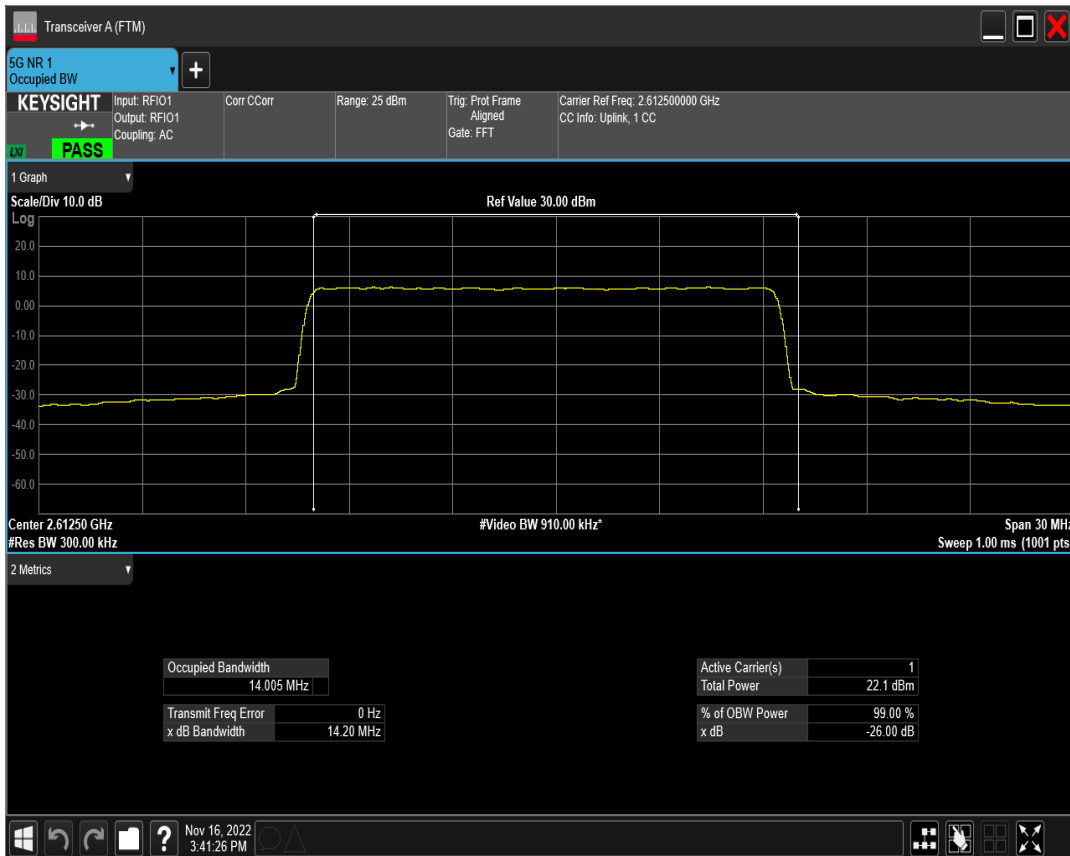 Transceiver A (FTM)
5G NR 1
Occupied BW
+
KEYSIGHT
LXI
PASS
Input: RFIO1
Output: RFIO1
Coupling: AC
Corr CCorr
Range: 25 dBm
Trig: Prot Frame
Aligned
Gate: FFT
Carrier Ref Freq: 2.612500000 GHz
CC Info: Uplink, 1 CC
1 Graph
Scale/Div 10.0 dB
Ref Value 30.00 dBm
Log
20.0
10.0
0.00
-10.0
-20.0
-30.0
-40.0
-50.0
-60.0
Center 2.61250 GHz
#Video BW 910.00 kHz*
Span 30 MHz
#Res BW 300.00 kHz
Sweep 1.00 ms (1001 pts
2 Metrics
Occupied Bandwidth
14.005 MHz
Transmit Freq Error 0 Hz
x dB Bandwidth 14.20 MHz
Active Carrier(s) 1
Total Power 22.1 dBm
% of OBW Power 99.00 %
x dB -26.00 dB
?
Nov 16, 2022
3:41:26 PM